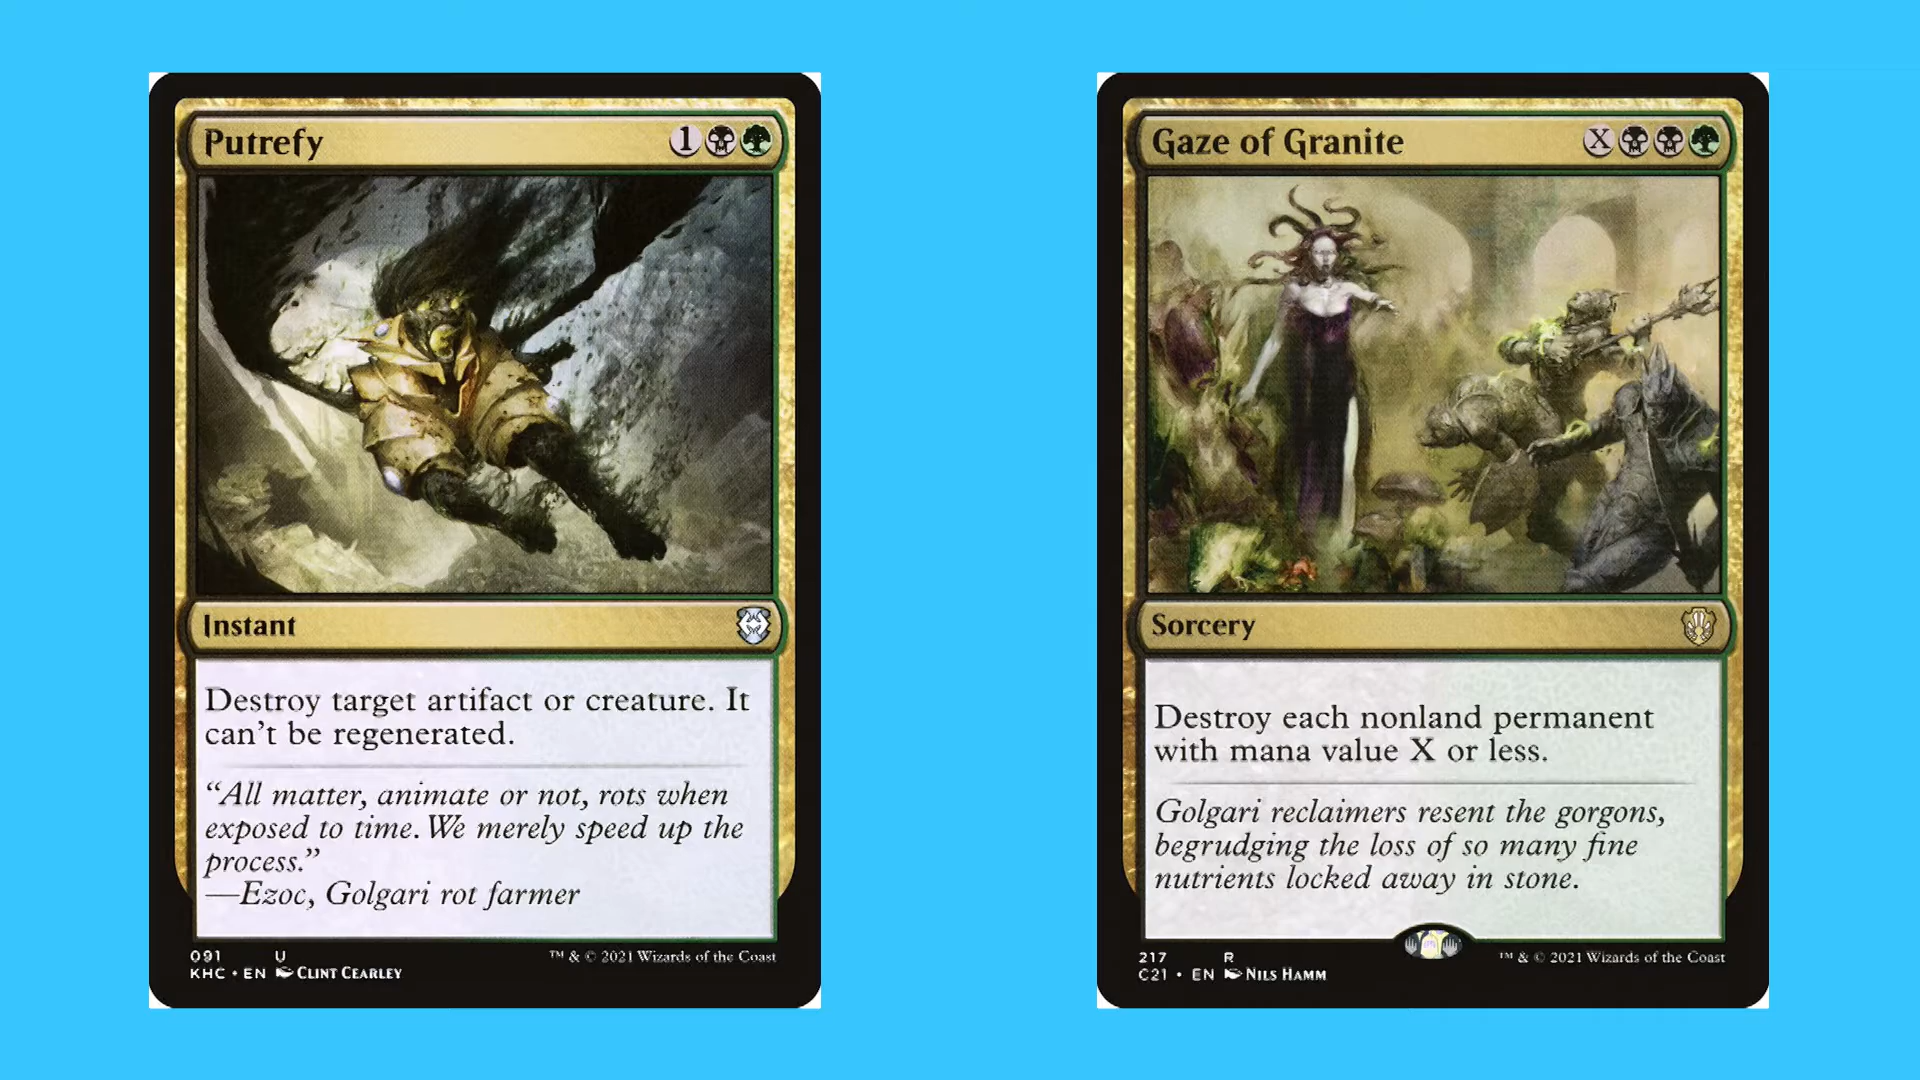 Putrefy
1
Instant
Destroy target artifact or creature. It
can't be regenerated.
“All matter, animate or not, rots when
exposed to time. We merely speed up the
process.”
—Ezoc, Golgari rot farmer
091 U
KHC • EN CLINT CEARLEY
™ & © 2021 Wizards of the Coast
Gaze of Granite
X
Sorcery
Destroy each nonland permanent
with mana value X or less.
Golgari reclaimers resent the gorgons,
begrudging the loss of so many fine
nutrients locked away in stone.
217 R
C21 • EN NILS HAMM
™ & © 2021 Wizards of the Coast